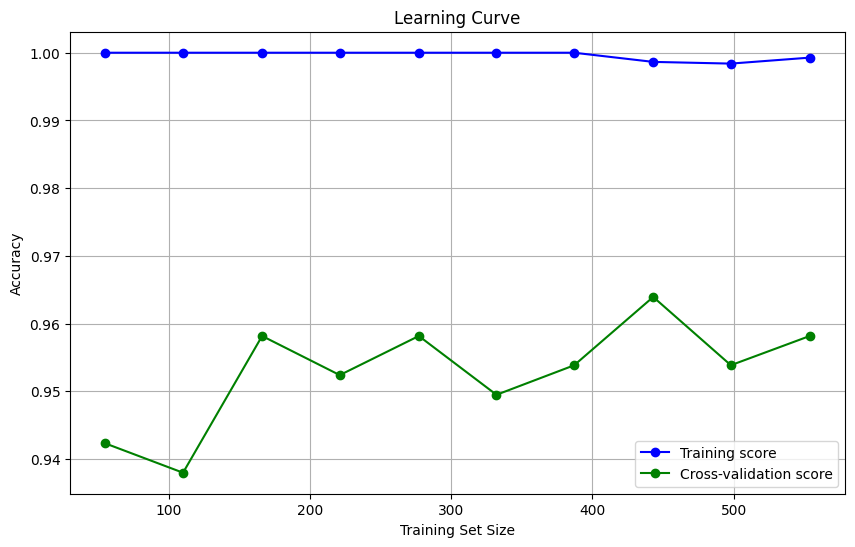 Learning Curve
1.00
0.99
0.98
0.97
0.96
0.95
0.94
Accuracy
100
200
300
400
500
Training Set Size
Training score
Cross-validation score